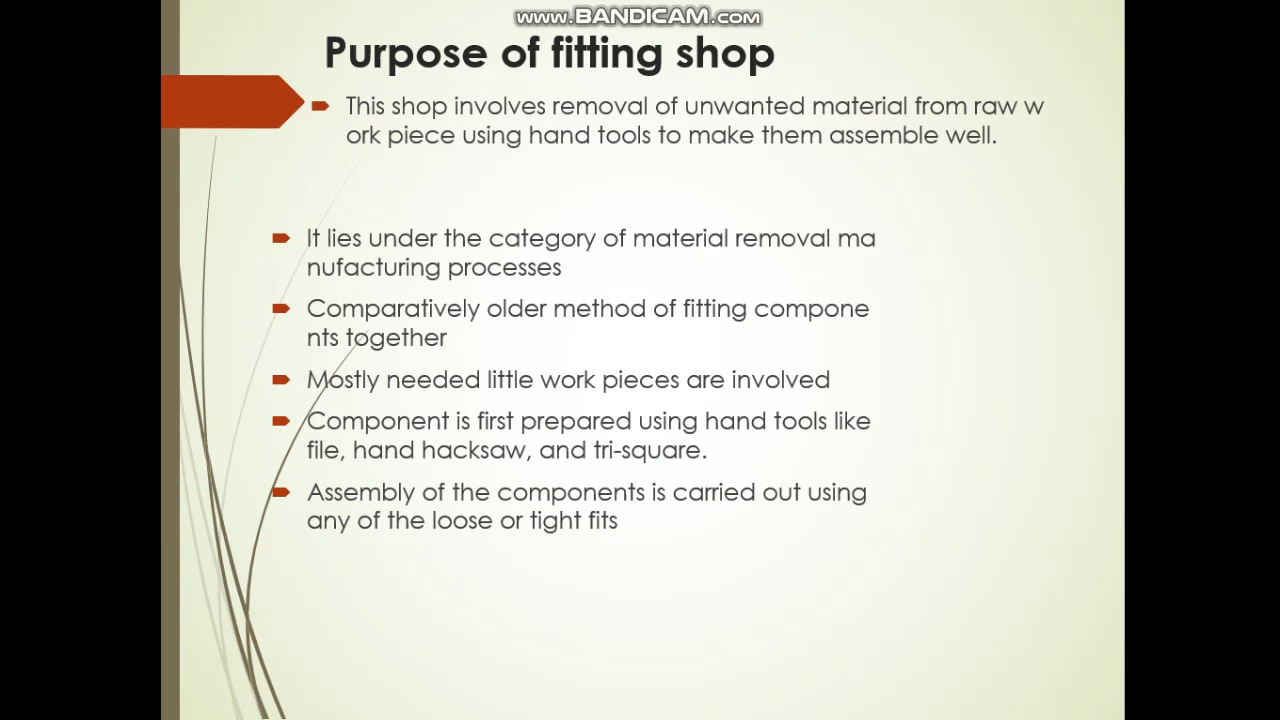 www.BANDICAM.com
Purpose of fitting shop
This shop involves removal of unwanted material from raw w
ork piece using hand tools to make them assemble well.
It lies under the category of material removal ma
nufacturing processes
Comparatively older method of fitting compone
nts together
Mostly needed little work pieces are involved
Component is first prepared using hand tools like
file, hand hacksaw, and tri-square.
Assembly of the components is carried out using
any of the loose or tight fits